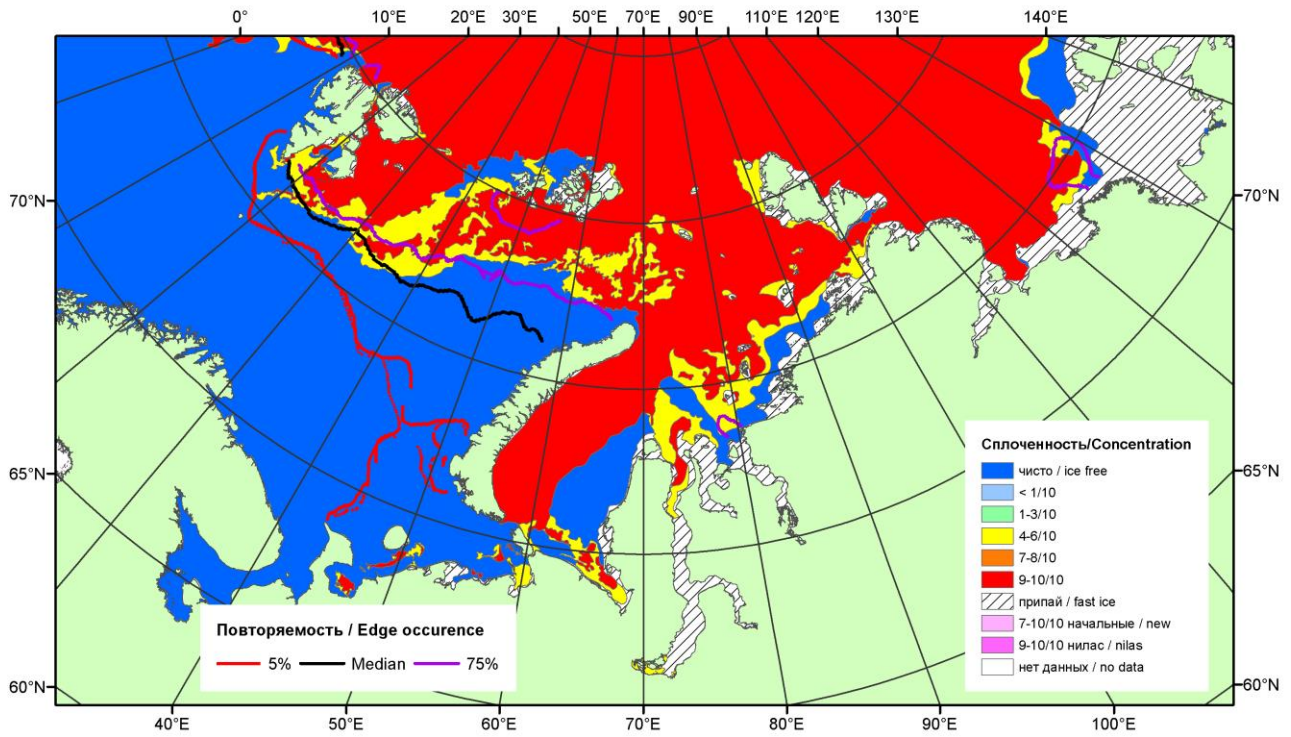 0° 10°E 20°E 30°E 50°E 70°E 90°E 110°E 120°E 130°E 140°E
70°N 70°N
65°N 65°N
60°N 60°N
Сплоченность/Concentration
чисто / ice free
< 1/10
1-3/10
4-6/10
7-8/10
9-10/10
припай / fast ice
7-10/10 начальные / new
9-10/10 нилас / nilas
нет данных / no data
Повторяемость / Edge occurence
5% Median 75%
40°E 50°E 60°E 70°E 80°E 90°E 100°E